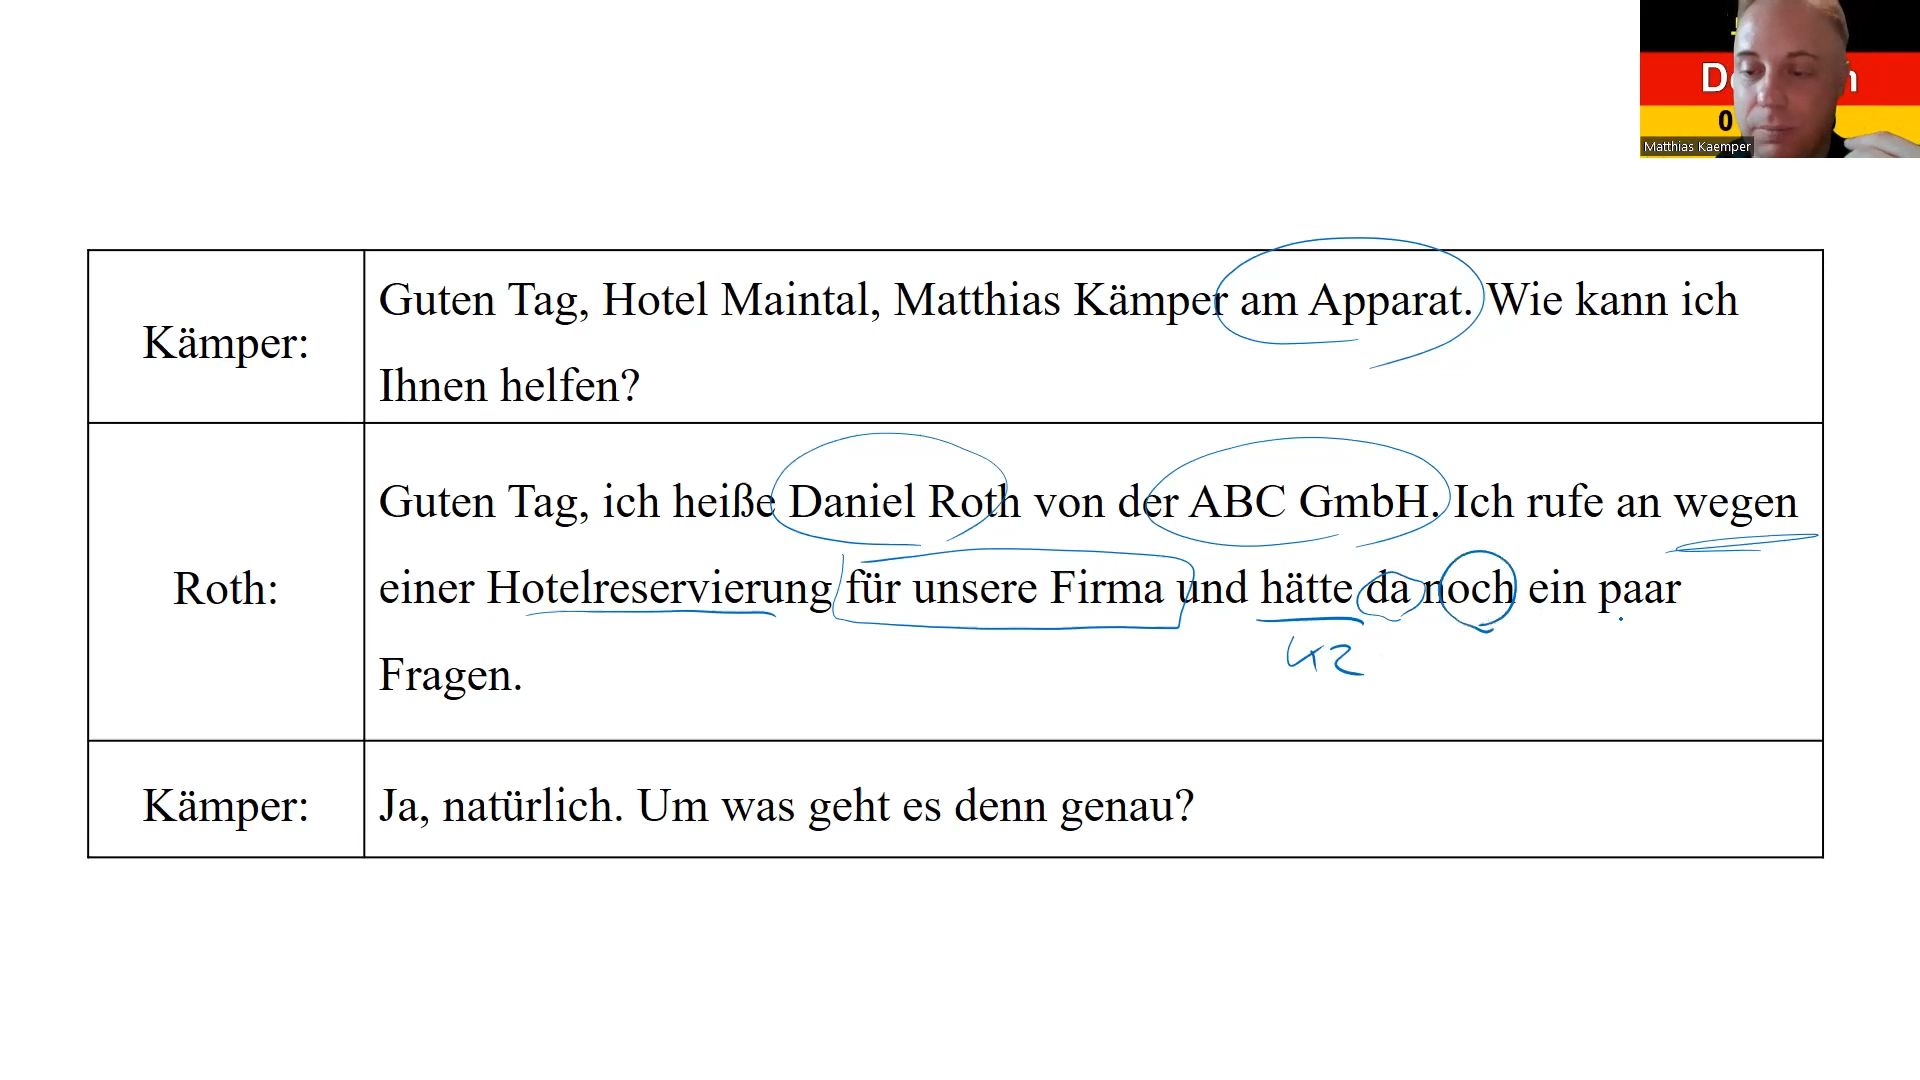 Matthias Kaemper
Kämper:
Guten Tag, Hotel Maintal, Matthias Kämper am Apparat. Wie kann ich
Ihnen helfen?
Roth:
Guten Tag, ich heiße Daniel Roth von der ABC GmbH. Ich rufe an wegen
einer Hotelreservierung für unsere Firma und hätte da noch ein paar
Fragen.
K2
Kämper:
Ja, natürlich. Um was geht es denn genau?